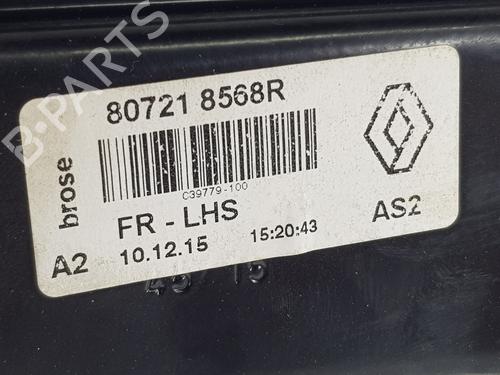 80721 8568R
brose
C39779-100
FR - LHS
A2
10.12.15 15:20:43
AS2
B-PARTS